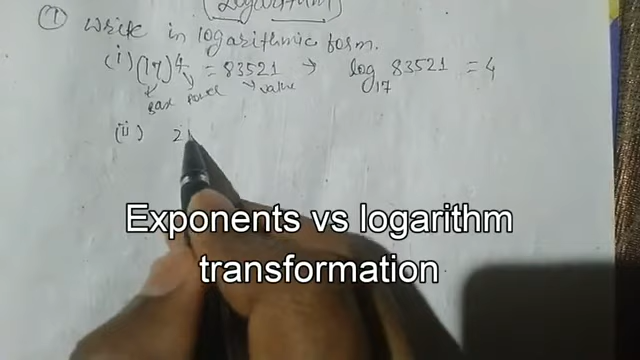 (Logarithm)
① Write in logarithmic form.
(i) (17)4 = 83521 → log17 83521 = 4
Base Power → value
(ii) 2
Exponents vs logarithm
transformation